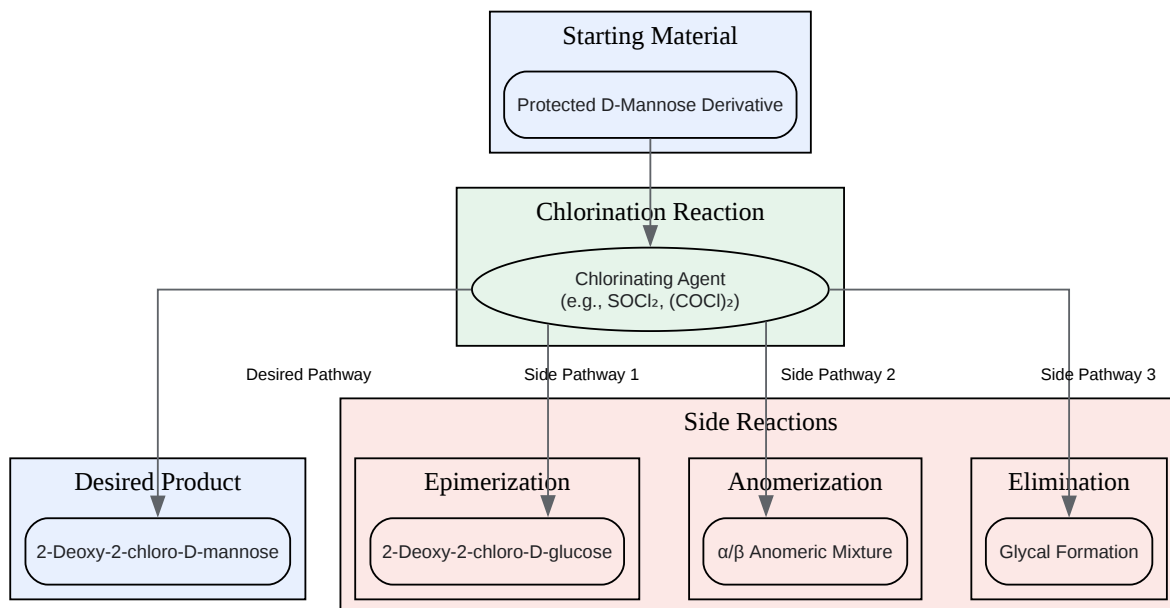 Starting Material
Protected D-Mannose Derivative
Chlorination Reaction
Chlorinating Agent
(e.g., SOCl₂, (COCl)₂)
Desired Pathway
Side Pathway 1
Side Pathway 2
Side Pathway 3
Side Reactions
Desired Product
Epimerization
Anomerization
Elimination
2-Deoxy-2-chloro-D-mannose
2-Deoxy-2-chloro-D-glucose
α/β Anomeric Mixture
Glycal Formation